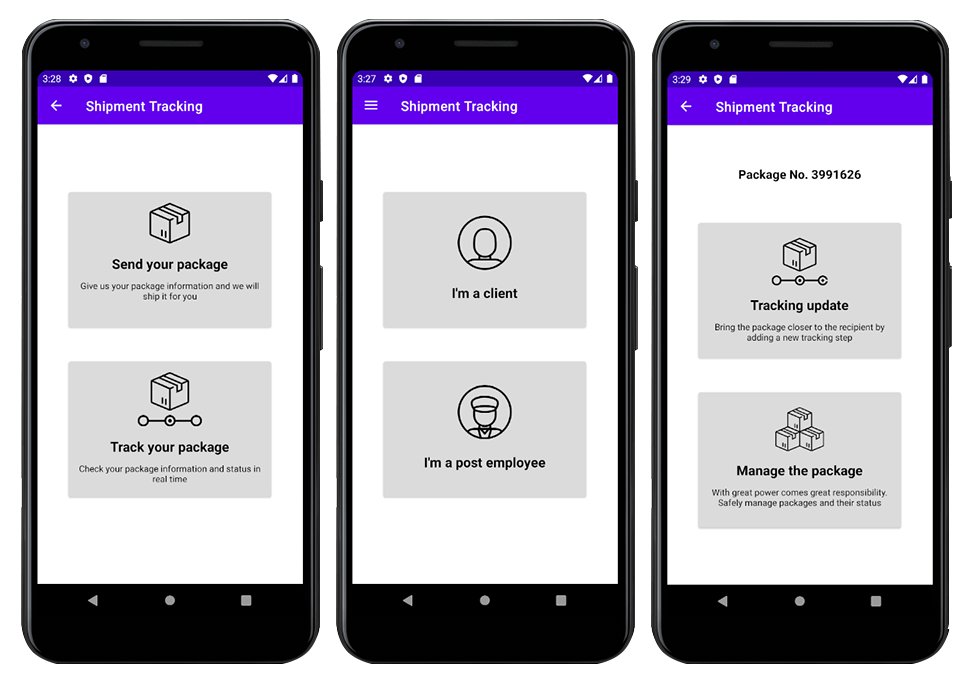 3:28
Shipment Tracking
Send your package
Give us your package information and we will
ship it for you
Track your package
Check your package information and status in
real time
3:27
Shipment Tracking
I'm a client
I'm a post employee
3:29
Shipment Tracking
Package No. 3991626
Tracking update
Bring the package closer to the recipient by
adding a new tracking step
Manage the package
With great power comes great responsibility.
Safely manage packages and their status